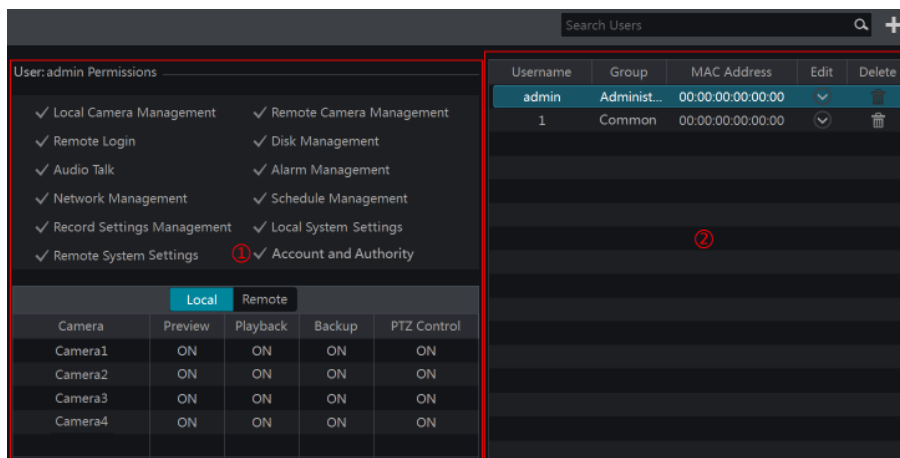 Search Users
User: admin Permissions
Local Camera Management Remote Camera Management
Remote Login Disk Management
Audio Talk Alarm Management
Network Management Schedule Management
Record Settings Management Local System Settings
Remote System Settings ① Account and Authority
Local Remote
Camera Preview Playback Backup PTZ Control
Camera1 ON ON ON ON
Camera2 ON ON ON ON
Camera3 ON ON ON ON
Camera4 ON ON ON ON
Username Group MAC Address Edit Delete
admin Administ... 00:00:00:00:00:00
1 Common 00:00:00:00:00:00
②